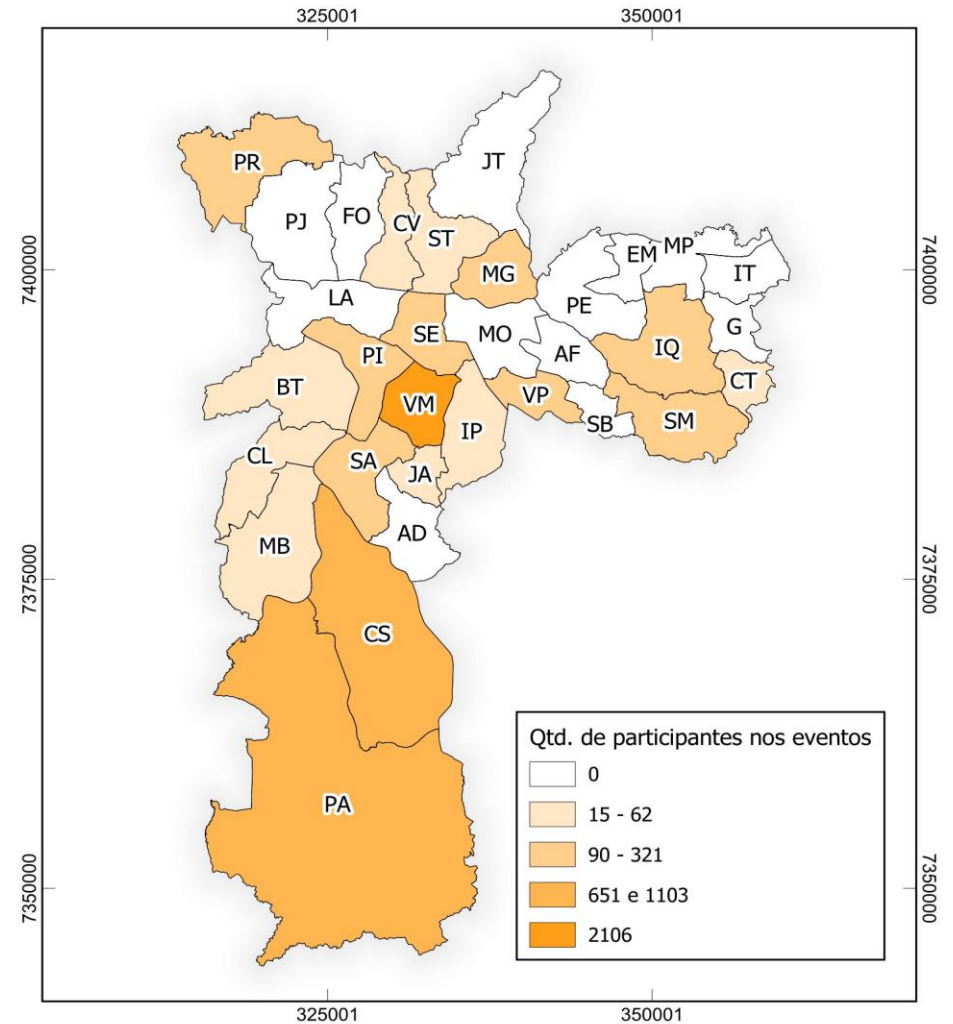 325001
350001
JT
PR
PJ
FO
CV
ST
EM
MP
IT
7400000
7400000
MG
LA
PE
SE
MO
G
PI
AF
IQ
BT
CT
VM
VP
IP
SB
SM
CL
SA
JA
AD
MB
7375000
7375000
CS
Qtd. de participantes nos eventos
0
PA
15 - 62
90 - 321
7350000
7350000
651 e 1103
2106
325001
350001